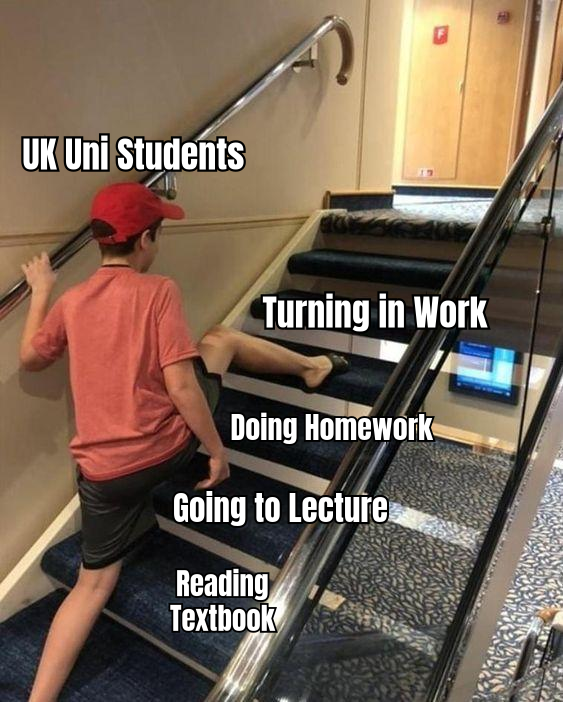 UK Uni Students
Turning in Work
Doing Homework
Going to Lecture
Reading
Textbook
F